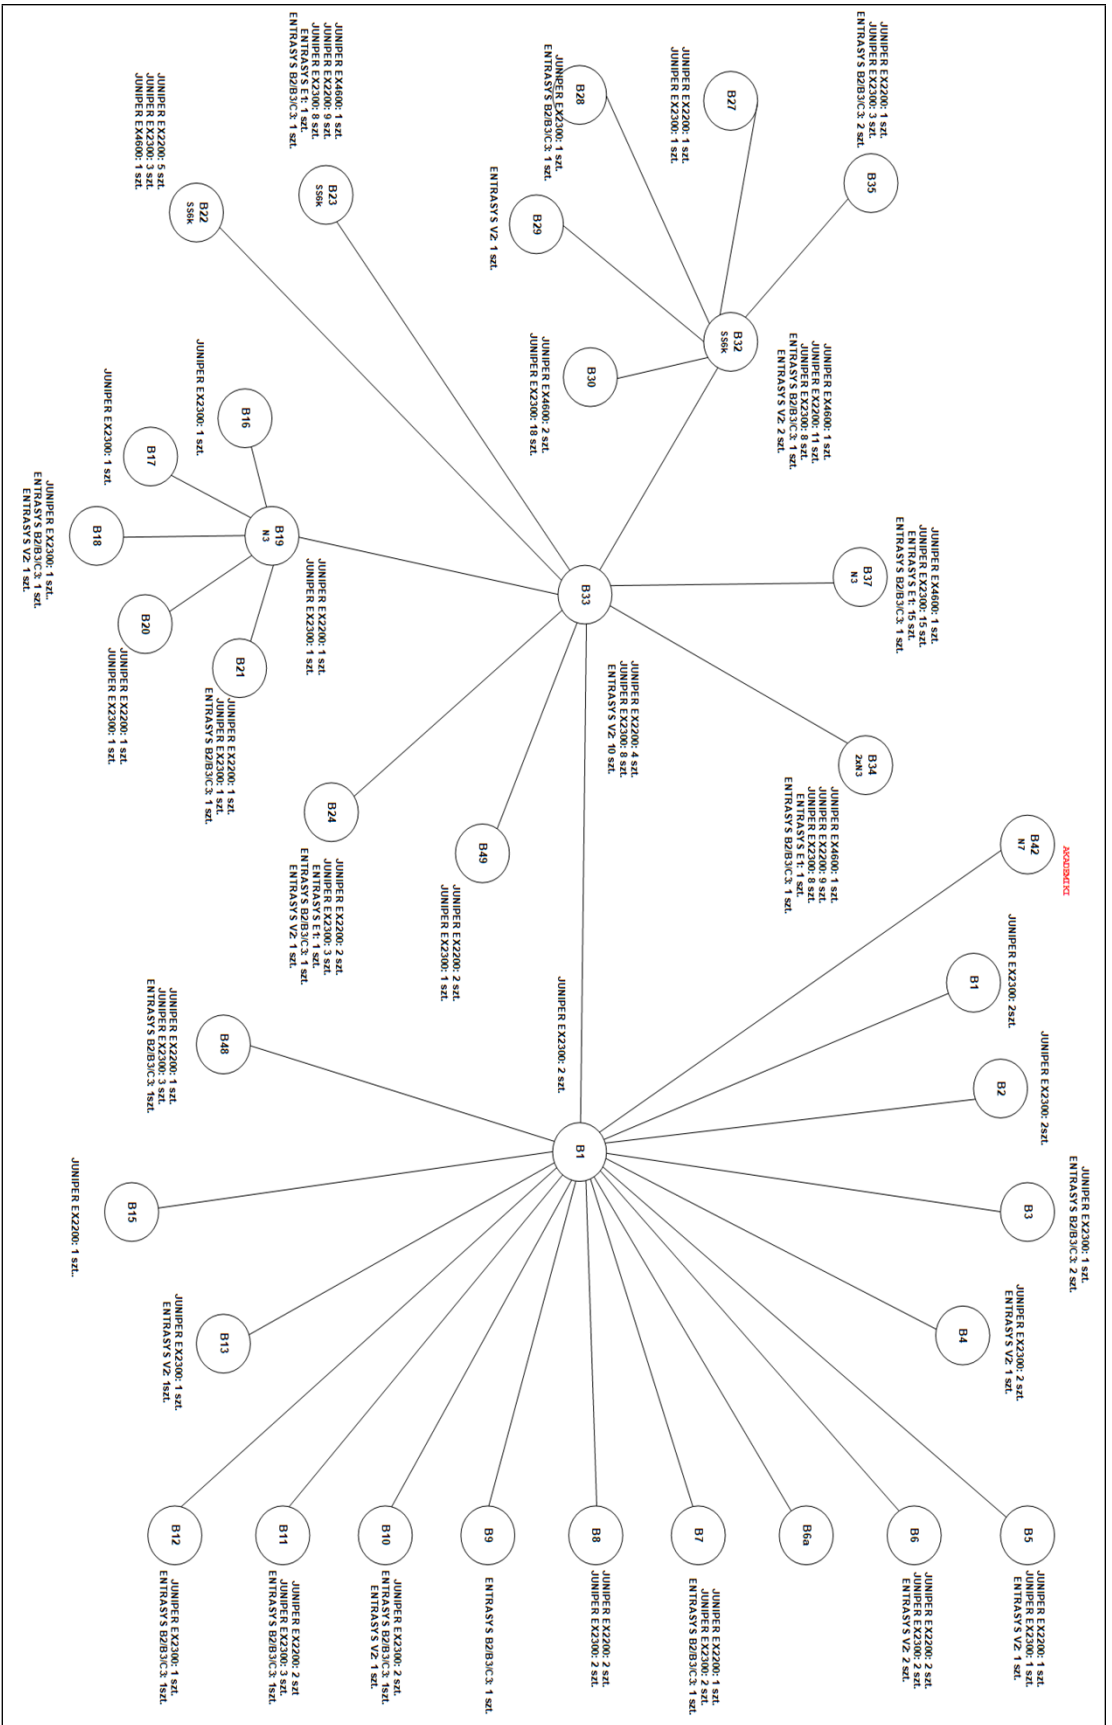 AKADEMIKI
B42
N7
B1
JUNIPER EX2300: 2szt.
B2
JUNIPER EX2300: 2szt.
B3
JUNIPER EX2300: 1 szt.
ENTRASYS B2/B3/C3: 2 szt.
B4
JUNIPER EX2300: 2 szt.
ENTRASYS V2: 1 szt.
B5
JUNIPER EX2200: 1 szt.
JUNIPER EX2300: 1 szt.
ENTRASYS V2: 1 szt.
B6
JUNIPER EX2200: 2 szt.
JUNIPER EX2300: 2 szt.
ENTRASYS V2: 2 szt.
B6a
B7
JUNIPER EX2200: 1 szt.
JUNIPER EX2300: 2 szt.
ENTRASYS B2/B3/C3: 1 szt.
B8
JUNIPER EX2200: 2 szt.
JUNIPER EX2300: 2 szt.
B9
ENTRASYS B2/B3/C3: 1 szt.
B10
JUNIPER EX2300: 2 szt.
ENTRASYS B2/B3/C3: 1szt.
ENTRASYS V2: 1 szt.
B11
JUNIPER EX2200: 2 szt
JUNIPER EX2300: 3 szt.
ENTRASYS B2/B3/C3: 1szt.
B12
JUNIPER EX2300: 1 szt.
ENTRASYS B2/B3/C3: 1szt.
B13
JUNIPER EX2300: 1 szt.
ENTRASYS V2: 1szt.
B15
JUNIPER EX2200: 1 szt..
B48
JUNIPER EX2200: 1 szt.
JUNIPER EX2300: 3 szt.
ENTRASYS B2/B3/C3: 1szt.
B1
JUNIPER EX2300: 2 szt.
B35
JUNIPER EX2200: 1 szt.
JUNIPER EX2300: 3 szt.
ENTRASYS B2/B3/C3: 2 szt.
B27
JUNIPER EX2200: 1 szt.
JUNIPER EX2300: 1 szt.
B28
JUNIPER EX2300: 1 szt.
ENTRASYS B2/B3/C3: 1 szt.
B29
ENTRASYS V2: 1 szt.
B30
JUNIPER EX4600: 2 szt.
JUNIPER EX2300: 18 szt.
B32
SS6k
JUNIPER EX4600: 1 szt.
JUNIPER EX2200: 11 szt.
JUNIPER EX2300: 8 szt.
ENTRASYS B2/B3/C3: 1 szt.
ENTRASYS V2: 2 szt.
B37
N3
JUNIPER EX4600: 1 szt.
JUNIPER EX2300: 15 szt.
ENTRASYS E1: 15 szt.
ENTRASYS B2/B3/C3: 1 szt.
B34
2xN3
JUNIPER EX4600: 1 szt.
JUNIPER EX2200: 9 szt.
JUNIPER EX2300: 8 szt.
ENTRASYS E1: 1 szt.
ENTRASYS B2/B3/C3: 1 szt.
B33
JUNIPER EX2200: 4 szt.
JUNIPER EX2300: 8 szt.
ENTRASYS V2: 10 szt.
B49
JUNIPER EX2200: 2 szt.
JUNIPER EX2300: 1 szt.
B24
JUNIPER EX2200: 2 szt.
JUNIPER EX2300: 3 szt.
ENTRASYS E1: 1 szt.
ENTRASYS B2/B3/C3: 1 szt.
ENTRASYS V2: 1 szt.
B23
SS6k
JUNIPER EX4600: 1 szt.
JUNIPER EX2200: 9 szt.
JUNIPER EX2300: 8 szt.
ENTRASYS E1: 1 szt.
ENTRASYS B2/B3/C3: 1 szt.
B22
SS6k
JUNIPER EX2200: 5 szt.
JUNIPER EX2300: 3 szt.
JUNIPER EX4600: 1 szt.
B19
N3
JUNIPER EX2200: 1 szt.
JUNIPER EX2300: 1 szt.
B16
JUNIPER EX2300: 1 szt.
B17
JUNIPER EX2300: 1 szt.
B18
JUNIPER EX2300: 1 szt..
ENTRASYS B2/B3/C3: 1 szt.
ENTRASYS V2: 1 szt.
B20
JUNIPER EX2200: 1 szt.
JUNIPER EX2300: 1 szt.
B21
JUNIPER EX2200: 1 szt.
JUNIPER EX2300: 1 szt.
ENTRASYS B2/B3/C3: 1 szt.